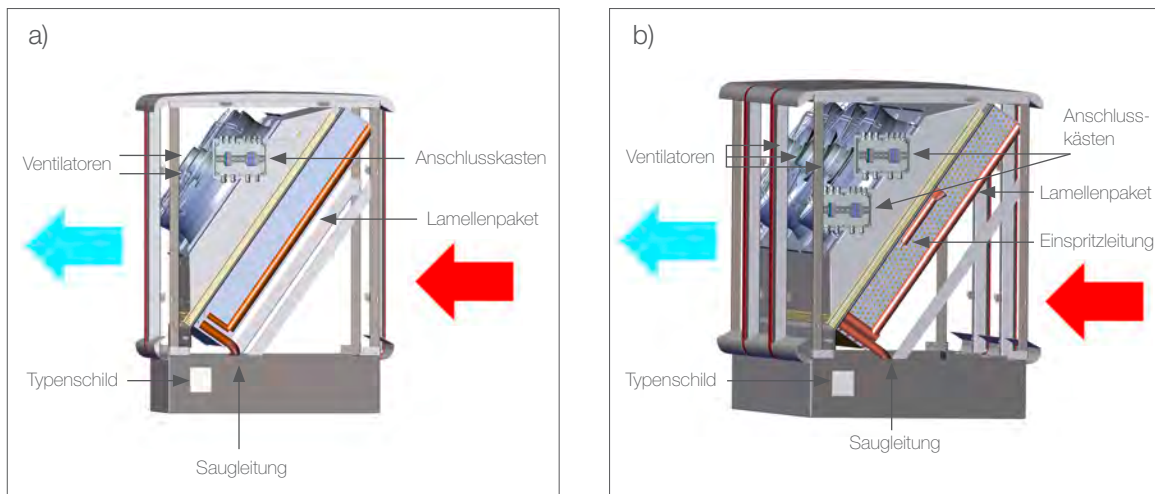 a)
Ventilatoren
Anschlusskasten
Lamellenpaket
Typenschild
Saugleitung
b)
Anschluss-
kästen
Ventilatoren
Lamellenpaket
Einspritzleitung
Typenschild
Saugleitung